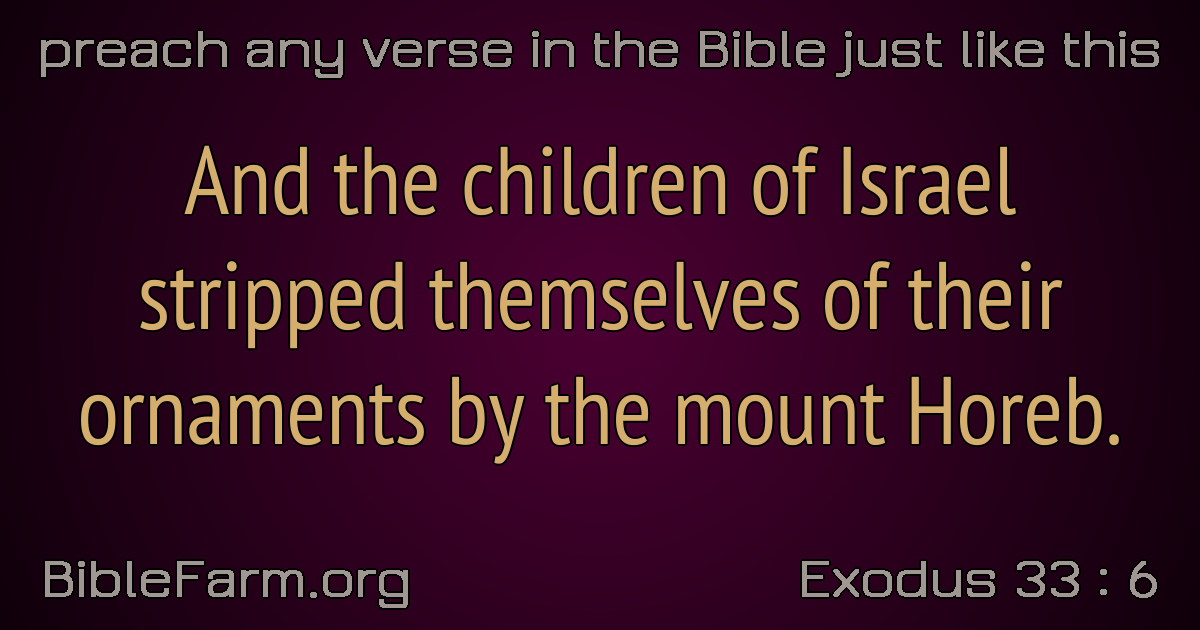 preach any verse in the Bible just like this
And the children of Israel
stripped themselves of their
ornaments by the mount Horeb.
BibleFarm.org
Exodus 33 : 6